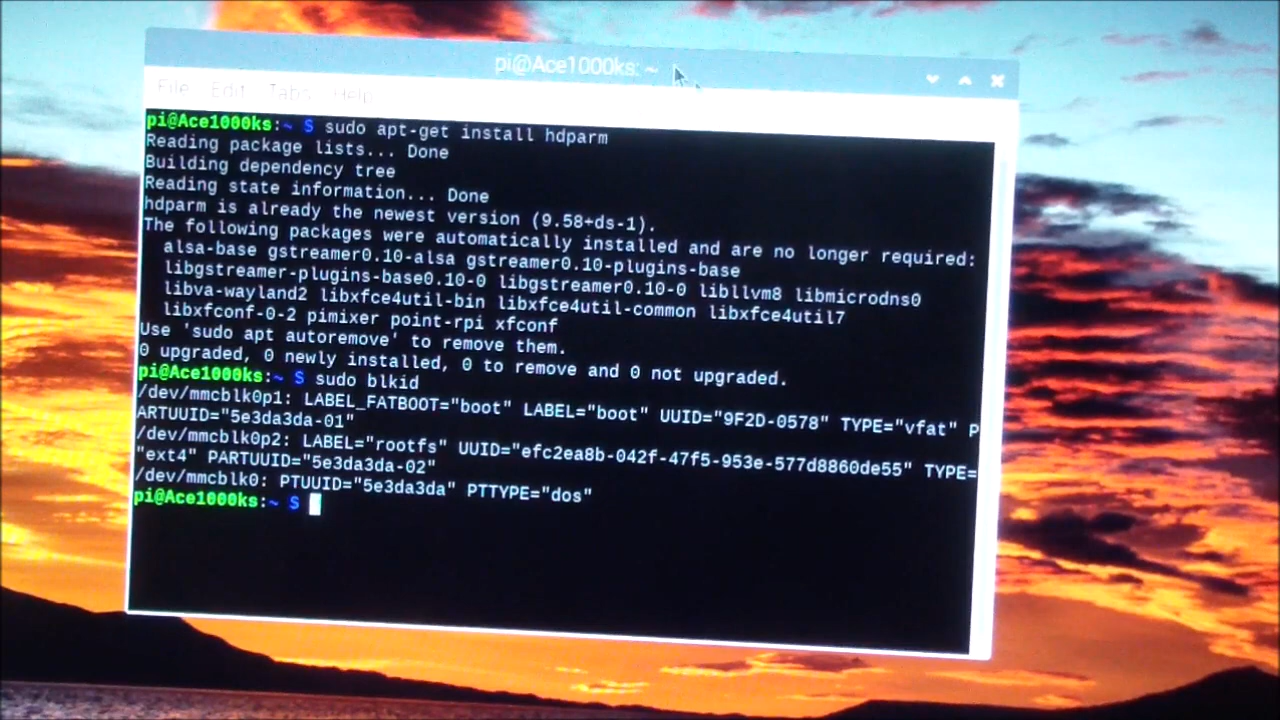 pi@Ace1000ks: ~
File Edit Tabs Help
pi@Ace1000ks:~ $ sudo apt-get install hdparm
Reading package lists... Done
Building dependency tree
Reading state information... Done
hdparm is already the newest version (9.58+ds-1).
The following packages were automatically installed and are no longer required:
alsa-base gstreamer0.10-alsa gstreamer0.10-plugins-base
libgstreamer-plugins-base0.10-0 libgstreamer0.10-0 libllvm8 libmicrodns0
libva-wayland2 libxfce4util-bin libxfce4util-common libxfce4util7
libxfconf-0-2 pimixer point-rpi xfconf
Use 'sudo apt autoremove' to remove them.
0 upgraded, 0 newly installed, 0 to remove and 0 not upgraded.
pi@Ace1000ks:~ $ sudo blkid
/dev/mmcblk0p1: LABEL_FATBOOT="boot" LABEL="boot" UUID="9F2D-0578" TYPE="vfat" P
ARTUUID="5e3da3da-01"
/dev/mmcblk0p2: LABEL="rootfs" UUID="efc2ea8b-042f-47f5-953e-577d8860de55" TYPE=
"ext4" PARTUUID="5e3da3da-02"
/dev/mmcblk0: PTUUID="5e3da3da" PTTYPE="dos"
pi@Ace1000ks:~ $